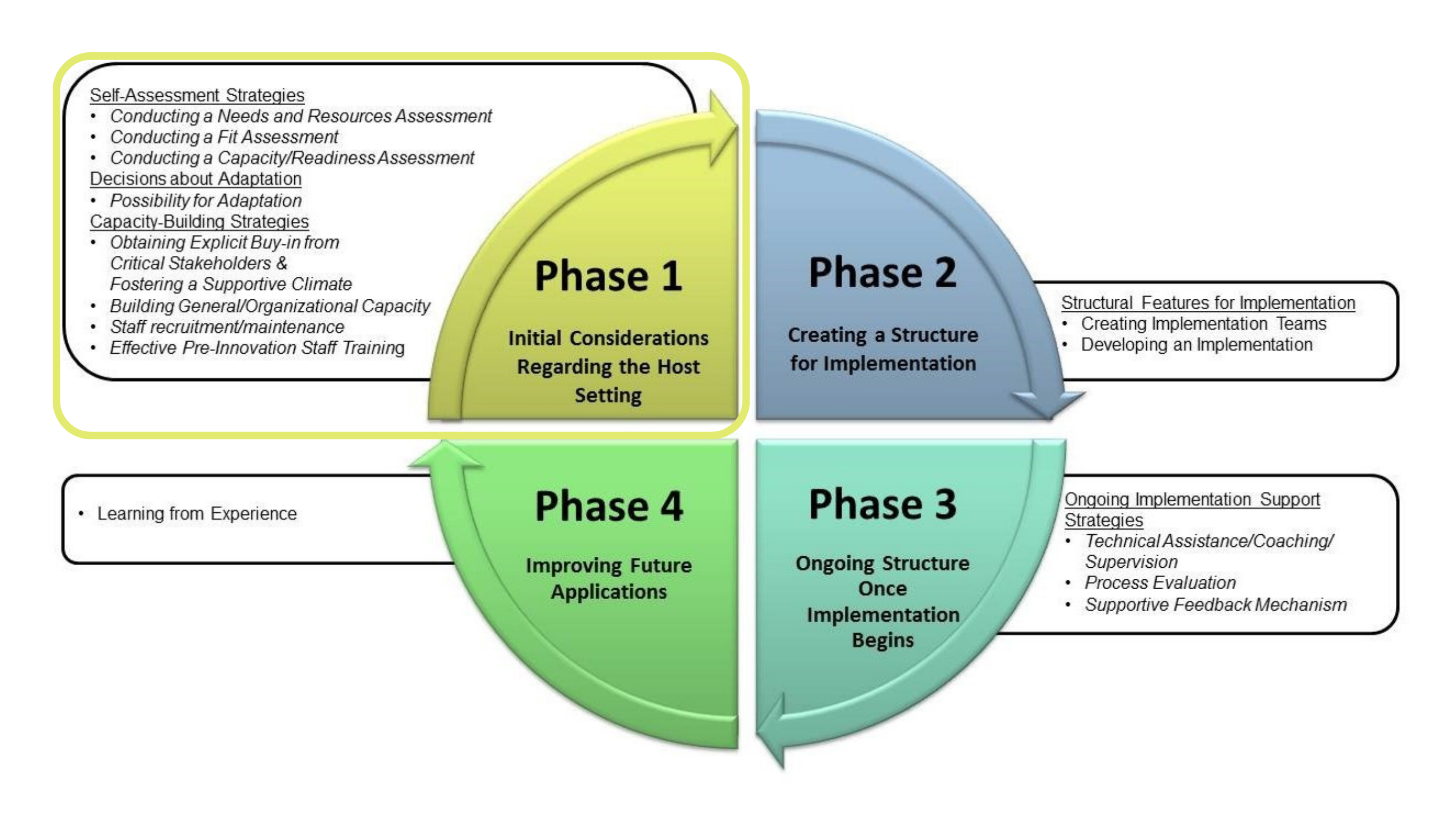 Self-Assessment Strategies
• Conducting a Needs and Resources Assessment
• Conducting a Fit Assessment
• Conducting a Capacity/Readiness Assessment
Decisions about Adaptation
• Possibility for Adaptation
Capacity-Building Strategies
• Obtaining Explicit Buy-in from
Critical Stakeholders &
Fostering a Supportive Climate
• Building General/Organizational Capacity
• Staff recruitment/maintenance
• Effective Pre-Innovation Staff Training
Phase 1
Initial Considerations
Regarding the Host
Setting
Phase 2
Creating a Structure
for Implementation
Structural Features for Implementation
• Creating Implementation Teams
• Developing an Implementation
Phase 3
Ongoing Structure
Once
Implementation
Begins
Ongoing Implementation Support
Strategies
• Technical Assistance/Coaching/
Supervision
• Process Evaluation
• Supportive Feedback Mechanism
Phase 4
Improving Future
Applications
• Learning from Experience